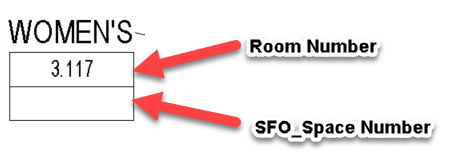 WOMEN'S
Room Number
3.117
SFO_Space Number